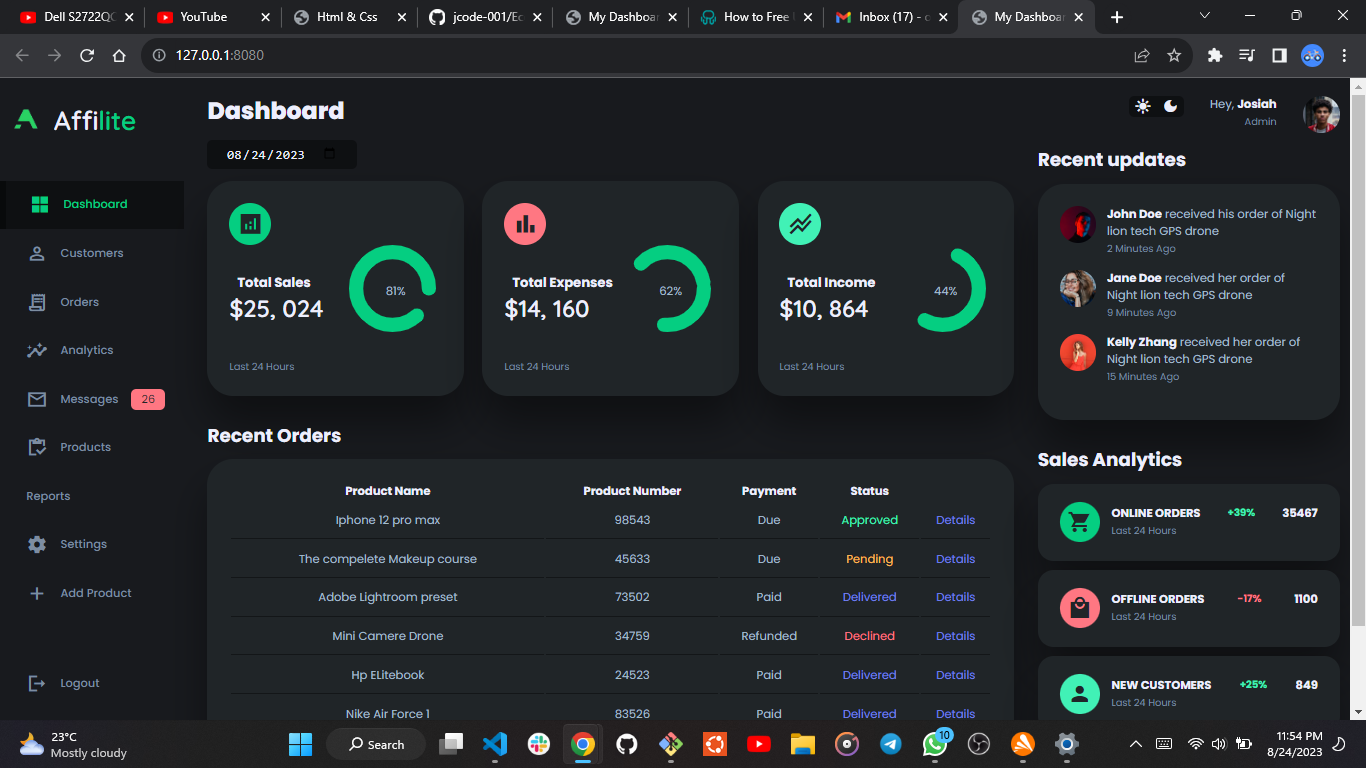 Dell S2722QC
YouTube
Html & Css
jcode-001/Ec
My Dashboa
How to Free
Inbox (17) - o
My Dashboar
127.0.0.1:8080
Affilite
Dashboard
Customers
Orders
Analytics
Messages 26
Products
Reports
Settings
Add Product
Logout
Dashboard
08/24/2023
Total Sales
$25, 024
81%
Last 24 Hours
Total Expenses
$14, 160
62%
Last 24 Hours
Total Income
$10, 864
44%
Last 24 Hours
Recent Orders
Product Name Product Number Payment Status
Iphone 12 pro max 98543 Due Approved Details
The compelete Makeup course 45633 Due Pending Details
Adobe Lightroom preset 73502 Paid Delivered Details
Mini Camere Drone 34759 Refunded Declined Details
Hp ELitebook 24523 Paid Delivered Details
Nike Air Force 1 83526 Paid Delivered Details
Hey, Josiah
Admin
Recent updates
John Doe received his order of Night
lion tech GPS drone
2 Minutes Ago
Jane Doe received her order of
Night lion tech GPS drone
9 Minutes Ago
Kelly Zhang received her order of
Night lion tech GPS drone
15 Minutes Ago
Sales Analytics
ONLINE ORDERS +39% 35467
Last 24 Hours
OFFLINE ORDERS -17% 1100
Last 24 Hours
NEW CUSTOMERS +25% 849
Last 24 Hours
23°C
Mostly cloudy
Search
10
11:54 PM
8/24/2023